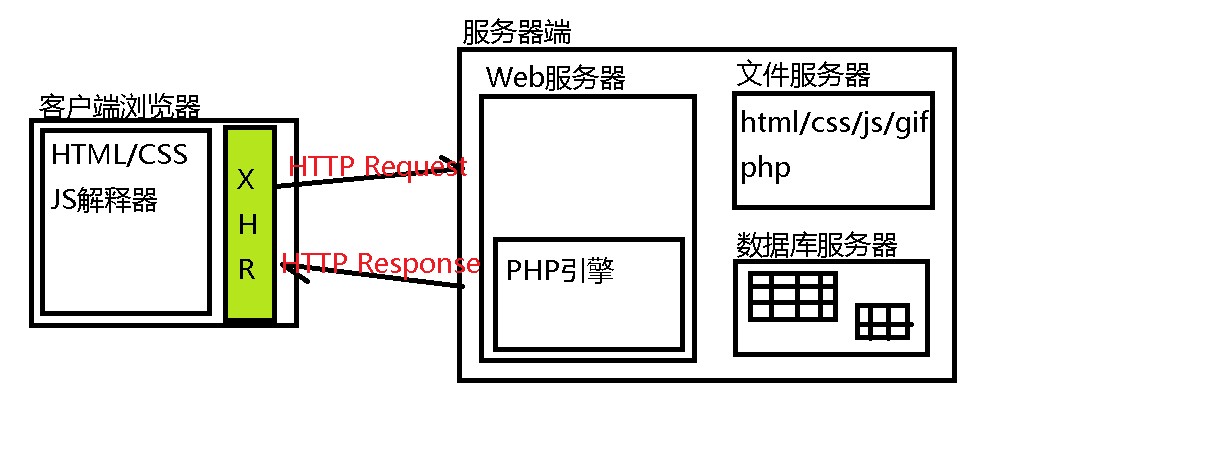 客户端浏览器
HTML/CSS
JS解释器
X
H
R
HTTP Request
HTTP Response
服务器端
Web服务器
PHP引擎
文件服务器
html/css/js/gif
php
数据库服务器